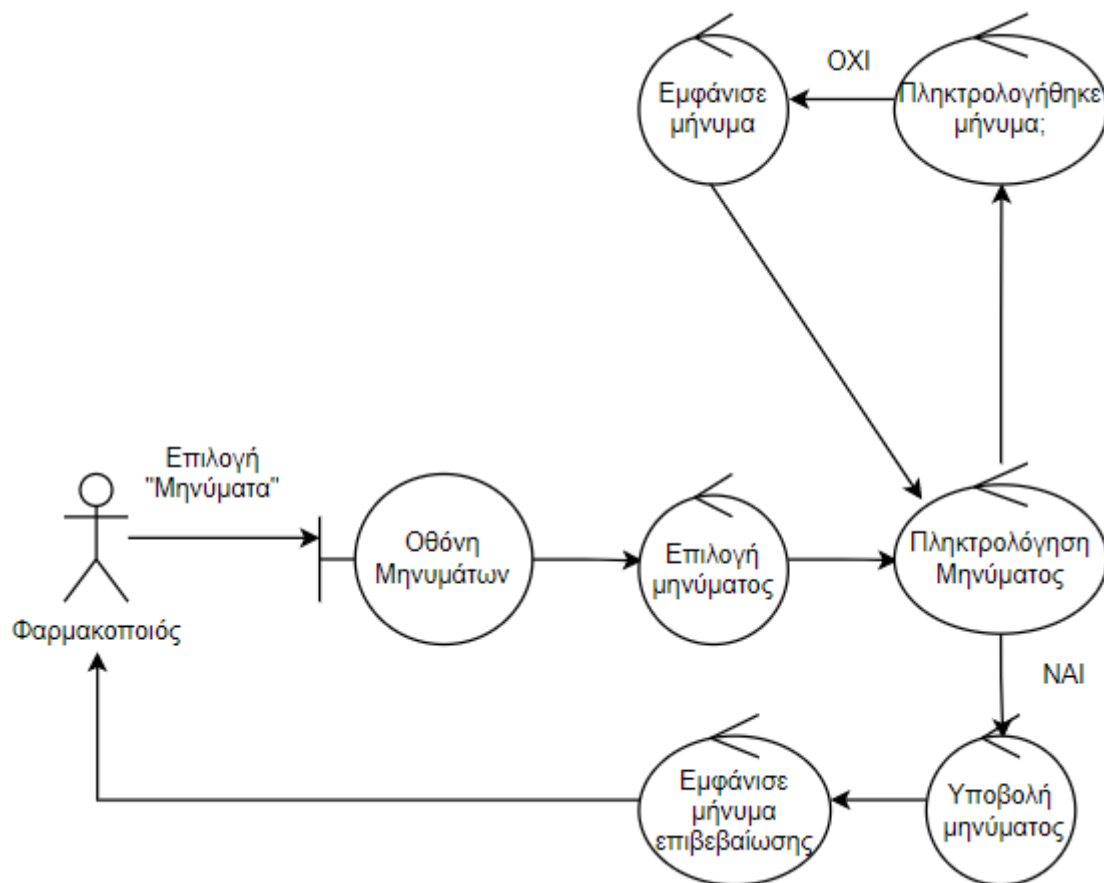 Εμφάνισε
μήνυμα
ΟΧΙ
Πληκτρολογήθηκε
μήνυμα;
Επιλογή
"Μηνύματα"
Φαρμακοποιός
Οθόνη
Μηνυμάτων
Επιλογή
μηνύματος
Πληκτρολόγηση
Μηνύματος
ΝΑΙ
Εμφάνισε
μήνυμα
επιβεβαίωσης
Υποβολή
μηνύματος